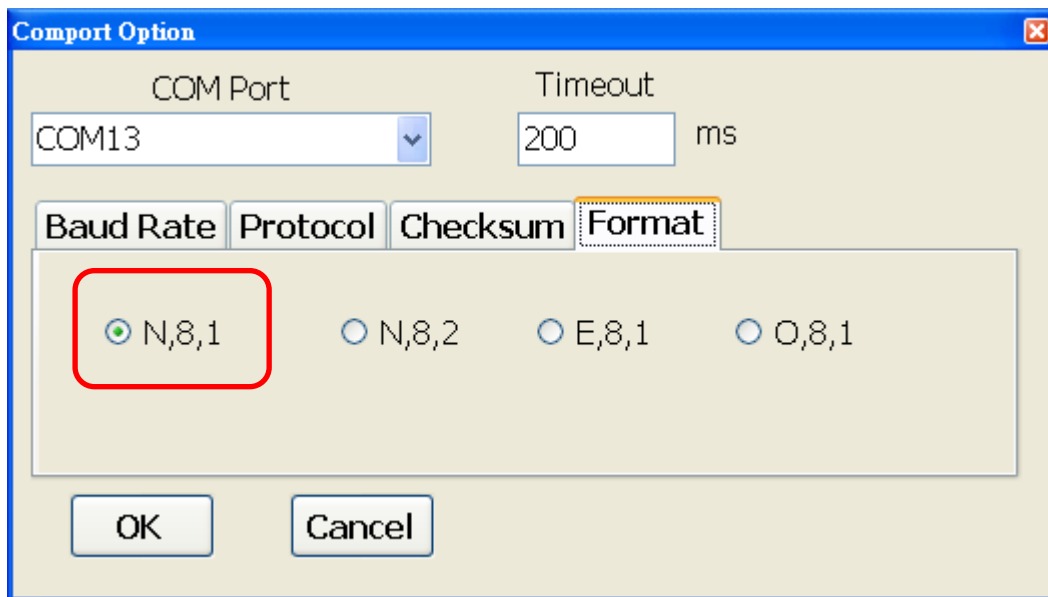 Comport Option
COM Port Timeout
COM13 200 ms
Baud Rate Protocol Checksum Format
N,8,1 N,8,2 E,8,1 O,8,1
OK Cancel